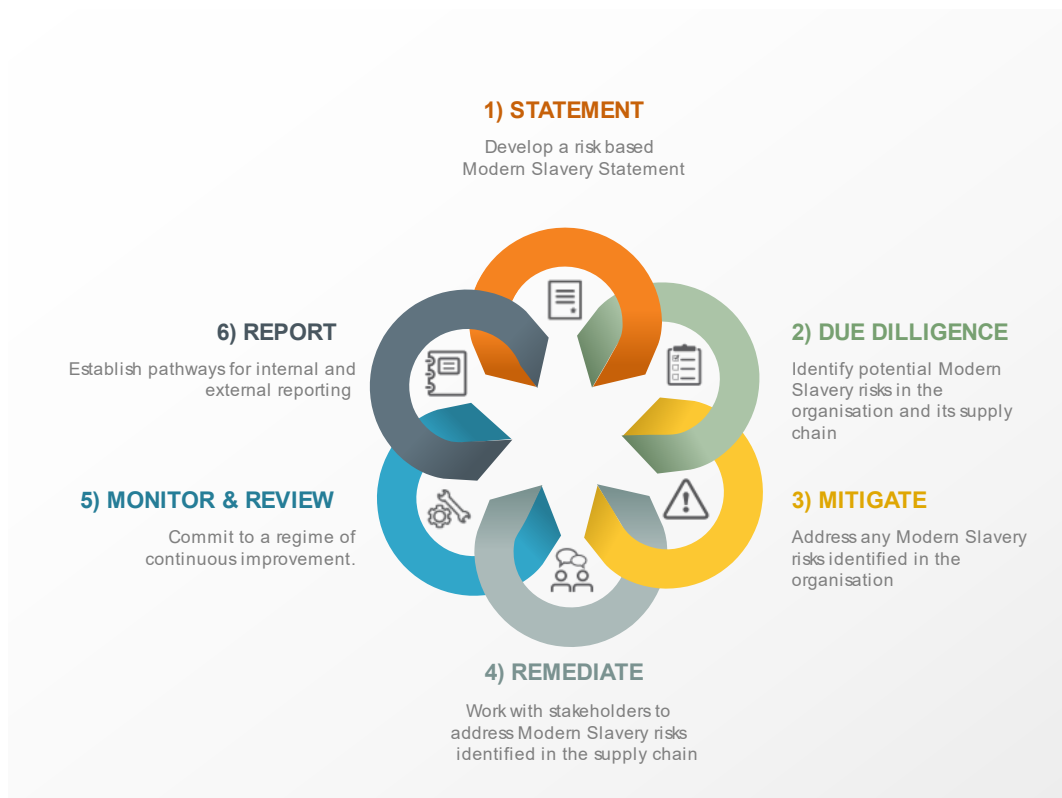 1) STATEMENT
Develop a risk based
Modern Slavery Statement
2) DUE DILLIGENCE
Identify potential Modern
Slavery risks in the
organisation and its supply
chain
3) MITIGATE
Address any Modern Slavery
risks identified in the
organisation
4) REMEDIATE
Work with stakeholders to
address Modern Slavery risks
identified in the supply chain
5) MONITOR & REVIEW
Commit to a regime of
continuous improvement.
6) REPORT
Establish pathways for internal and
external reporting